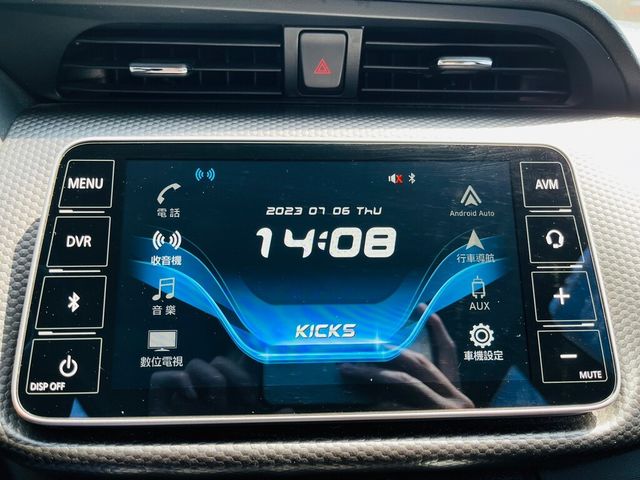 MENU
DVR
DISP OFF
電話
收音機
音樂
數位電視
2023 07 06 THU
14:08
KICKS
Android Auto
行車導航
AUX
車機設定
AVM
+
-
MUTE